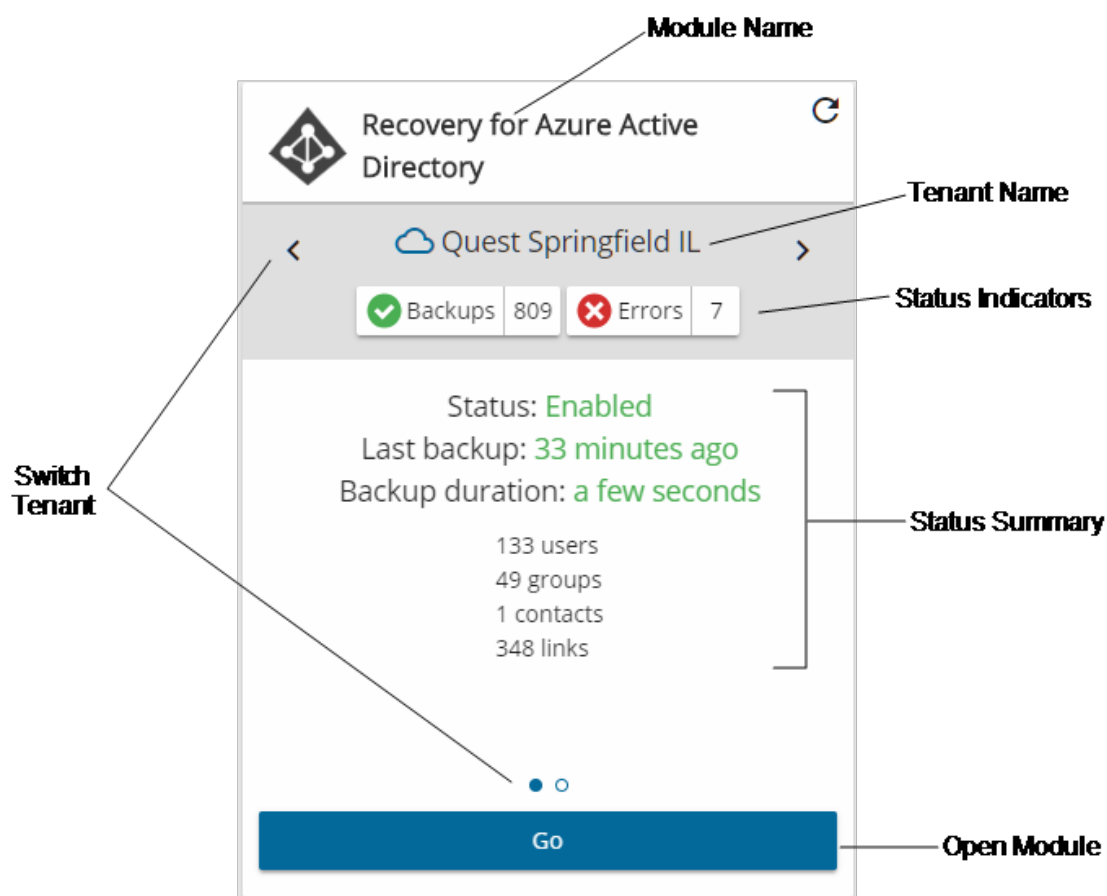 Module Name
Recovery for Azure Active
Directory
Tenant Name
Quest Springfield IL
Status Indicators
Backups 809 Errors 7
Status: Enabled
Last backup: 33 minutes ago
Backup duration: a few seconds
Switch
Tenant
Status Summary
133 users
49 groups
1 contacts
348 links
Go
Open Module